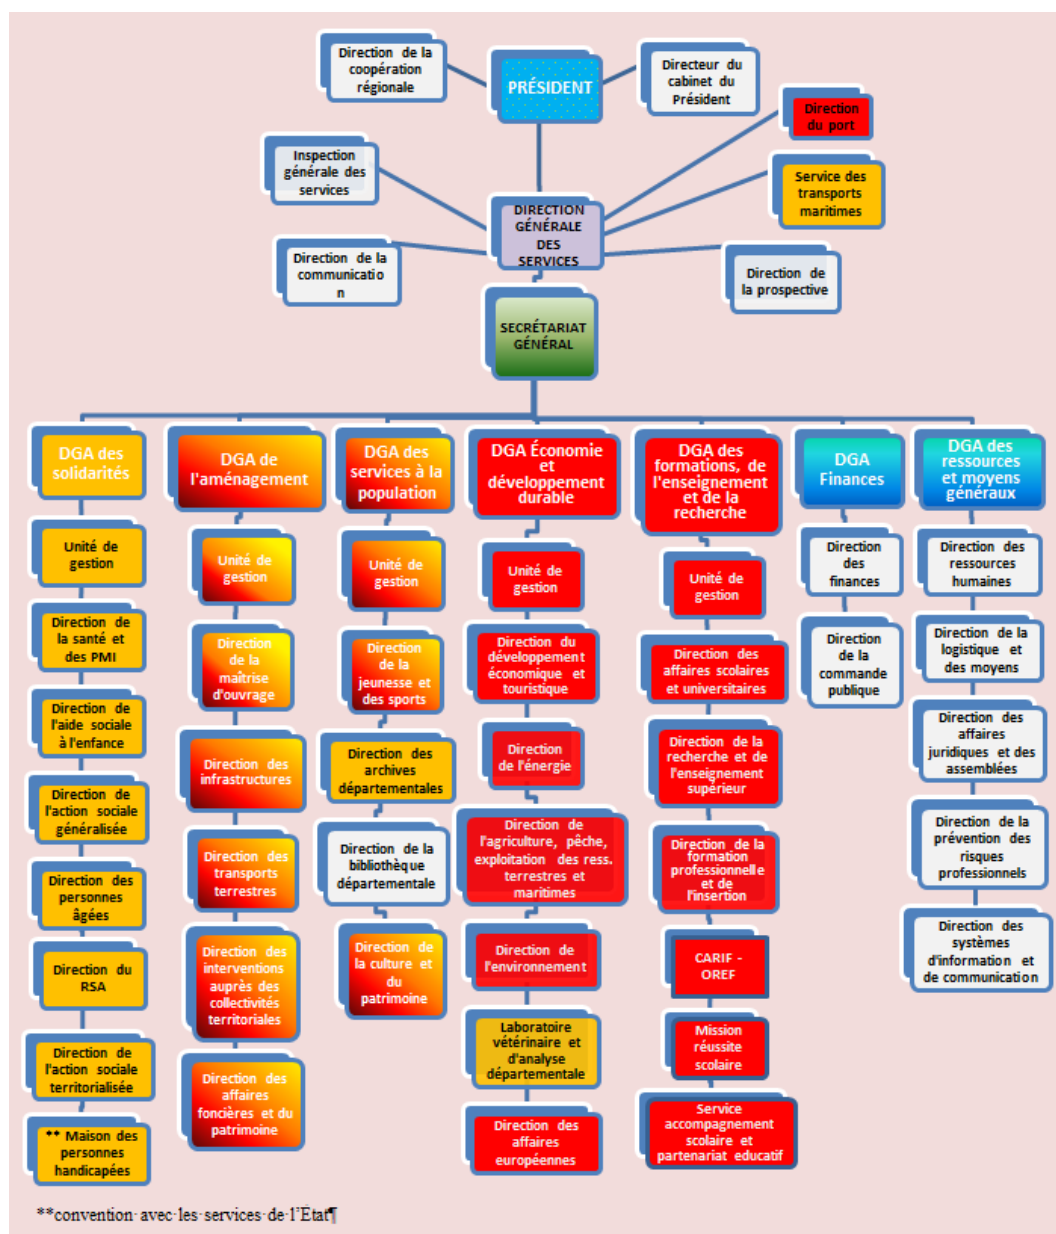 Direction de la
coopération
régionale
PRÉSIDENT
Directeur du
cabinet du
Président
Direction
du port
Inspection
générale des
services
Service des
transports
maritimes
DIRECTION
GÉNÉRALE
DES
SERVICES
Direction de la
communicatio
n
Direction de
la prospective
SECRÉTARIAT
GÉNÉRAL
DGA des
solidarités
Unité de
gestion
Direction de
la santé et
des PMI
Direction de
l'aide sociale
à l'enfance
Direction de
l'action sociale
généralisée
Direction des
personnes
âgées
Direction du
RSA
Direction de
l'action sociale
territorialisée
** Maison des
personnes
handicapées
DGA de
l'aménagement
Unité de
gestion
Direction
de la
maîtrise
d'ouvrage
Direction des
infrastructures
Direction des
transports
terrestres
Direction des
interventions
auprès des
collectivités
territoriales
Direction des
affaires
foncières et du
patrimoine
DGA des
services à la
population
Unité de
gestion
Direction
de la
jeunesse et
des sports
Direction des
archives
départementales
Direction de la
bibliothèque
départementale
Direction de
la culture et
du
patrimoine
DGA Économie
et
développement
durable
Unité de
gestion
Direction du
développement
économique et
touristique
Direction
de l'énergie
Direction de
l'agriculture, pêche,
exploitation des ress.
terrestres et
maritimes
Direction de
l'environnement
Laboratoire
vétérinaire et
d'analyse
départementale
Direction des
affaires
européennes
DGA des
formations, de
l'enseignement
et de la
recherche
Unité de
gestion
Direction des
affaires scolaires
et universitaires
Direction de la
recherche et de
l'enseignement
supérieur
Direction de la
formation
professionnelle
et de
l'insertion
CARIF -
OREF
Mission
réussite
scolaire
Service
accompagnement
scolaire et
partenariat educatif
DGA
Finances
Direction
des
finances
Direction
de la
commande
publique
DGA des
ressources
et moyens
généraux
Direction des
ressources
humaines
Direction de la
logistique et
des moyens
Direction des
affaires
juridiques et des
assemblées
Direction de la
prévention des
risques
professionnels
Direction des
systèmes
d'information et
de communication
**convention·avec·les·services·de·l'État¶